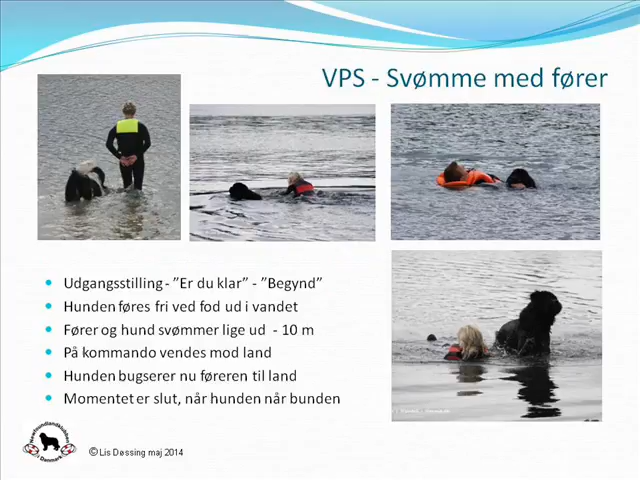 VPS - Svømme med fører
Udgangsstilling - ”Er du klar” - ”Begynd”
Hunden føres fri ved fod ud i vandet
Fører og hund svømmer lige ud - 10 m
På kommando vendes mod land
Hunden bugserer nu føreren til land
Momentet er slut, når hunden når bunden
Newfoundlandklubben
i Danmark
© Lis Døssing maj 2014